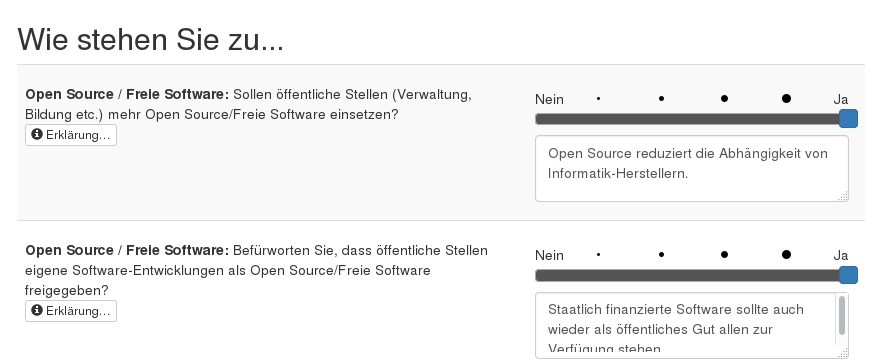 Wie stehen Sie zu...
Open Source / Freie Software: Sollen öffentliche Stellen (Verwaltung,
Bildung etc.) mehr Open Source/Freie Software einsetzen?
Erklärung...
Nein Ja
Open Source reduziert die Abhängigkeit von
Informatik-Herstellern.
Open Source / Freie Software: Befürworten Sie, dass öffentliche Stellen
eigene Software-Entwicklungen als Open Source/Freie Software
freigegeben?
Erklärung...
Nein Ja
Staatlich finanzierte Software sollte auch
wieder als öffentliches Gut allen zur
Verfügung stehen